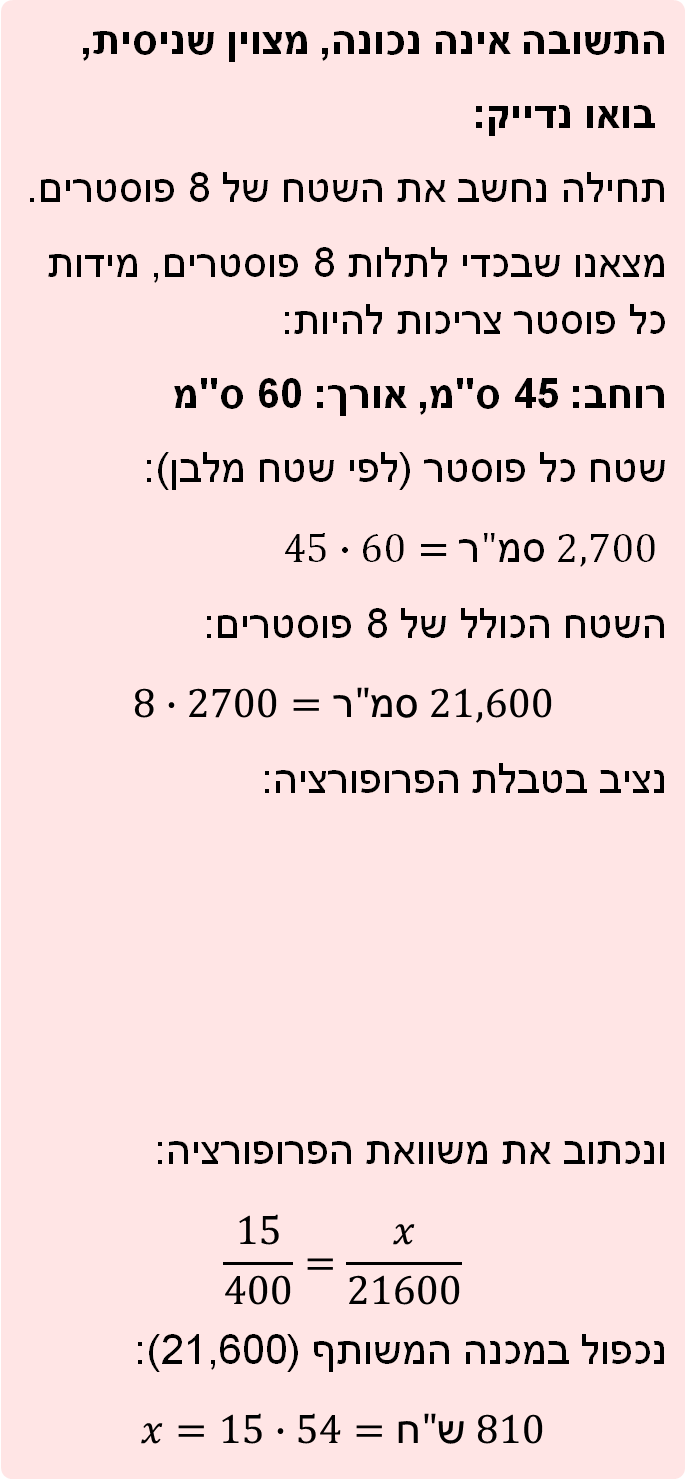 התשובה אינה נכונה, מצוין שניסית,
בואו נדייק:
תחילה נחשב את השטח של 8 פוסטרים.
מצאנו שבכדי לתלות 8 פוסטרים, מידות
כל פוסטר צריכות להיות:
רוחב: 45 ס''מ, אורך: 60 ס''מ
שטח כל פוסטר (לפי שטח מלבן):
45 · 60 = 2,700 סמ"ר
השטח הכולל של 8 פוסטרים:
8 · 2700 = 21,600 סמ"ר
נציב בטבלת הפרופורציה:
ונכתוב את משוואת הפרופורציה:
15/400 = x/21600
נכפול במכנה המשותף (21,600):
x = 15 · 54 = 810 ש"ח